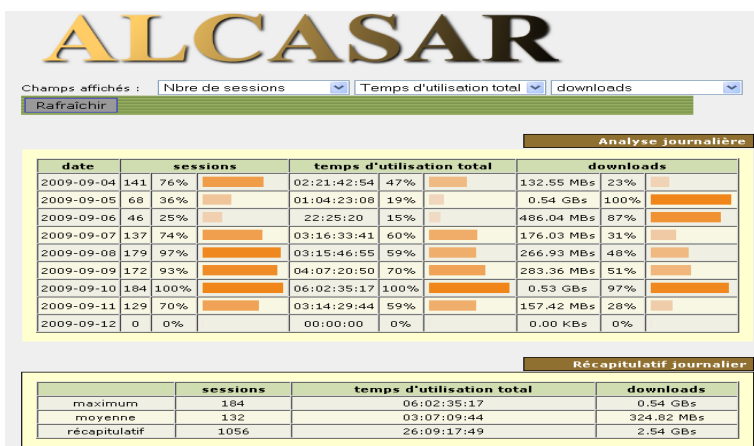 ALCASAR
Champs affichés : Nbre de sessions Temps d'utilisation total downloads
Rafraîchir
Analyse journalière
date sessions temps d'utilisation total downloads
2009-09-04 141 76% 02:21:42:54 47% 132.55 MBs 23%
2009-09-05 68 36% 01:04:23:08 19% 0.54 GBs 100%
2009-09-06 46 25% 22:25:20 15% 486.04 MBs 87%
2009-09-07 137 74% 03:16:33:41 60% 176.03 MBs 31%
2009-09-08 179 97% 03:15:46:55 59% 266.93 MBs 48%
2009-09-09 172 93% 04:07:20:50 70% 283.36 MBs 51%
2009-09-10 184 100% 06:02:35:17 100% 0.53 GBs 97%
2009-09-11 129 70% 03:14:29:44 59% 157.42 MBs 28%
2009-09-12 0 0% 00:00:00 0% 0.00 KBs 0%
Récapitulatif journalier
sessions temps d'utilisation total downloads
maximum 184 06:02:35:17 0.54 GBs
moyenne 132 03:07:09:44 324.82 MBs
récapitulatif 1056 26:09:17:49 2.54 GBs